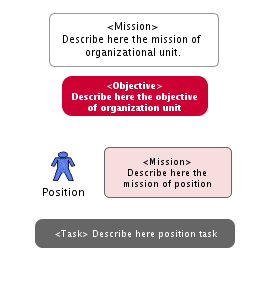 <Mission>
Describe here the mission of
organizational unit.
<Objective>
Describe here the objective
of organization unit
<Mission>
Describe here the
mission of position
Position
<Task> Describe here position task